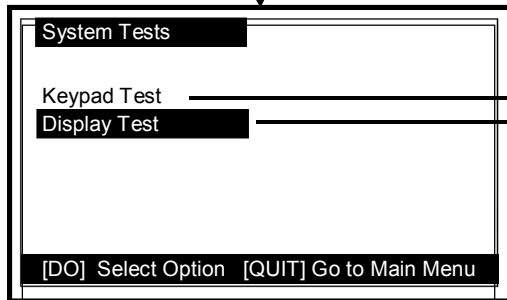 System Tests
Keypad Test
Display Test
[DO] Select Option [QUIT] Go to Main Menu